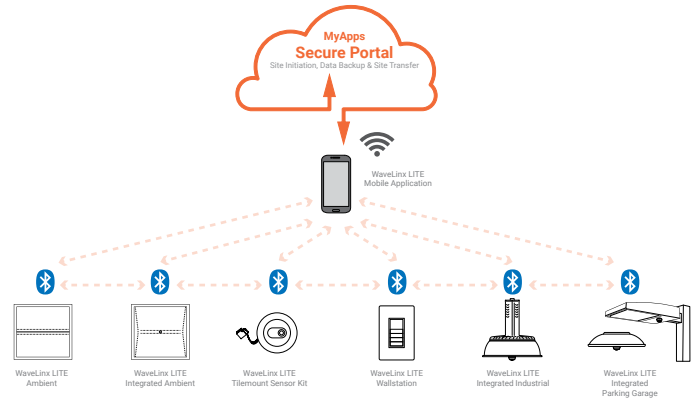 MyApps
Secure Portal
Site Initiation, Data Backup & Site Transfer
WaveLinx LITE
Mobile Application
WaveLinx LITE
Ambient
WaveLinx LITE
Integrated Ambient
WaveLinx LITE
Tilemount Sensor Kit
WaveLinx LITE
Wallstation
WaveLinx LITE
Integrated Industrial
WaveLinx LITE
Integrated
Parking Garage